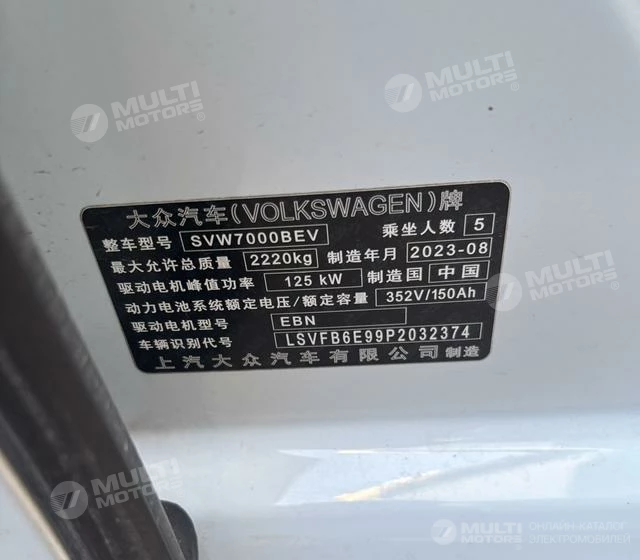 MULTI
MOTORS®
MULTI
MOTORS®
大众汽车(VOLKSWAGEN)牌
整车型号 SVW7000BEV 乘坐人数 5
最大允许总质量 2220kg 制造年月 2023-08
驱动电机峰值功率 125 kW 制造国 中国
动力电池系统额定电压/额定容量 352V/150Ah
驱动电机型号 EBN
车辆识别代号 LSVFB6E99P2032374
上汽大众汽车有限公司 制造
MULTI
MOTORS
MULTI
MOTORS
ОНЛАЙН-КАТАЛОГ
ЭЛЕКТРОМОБИЛЕЙ